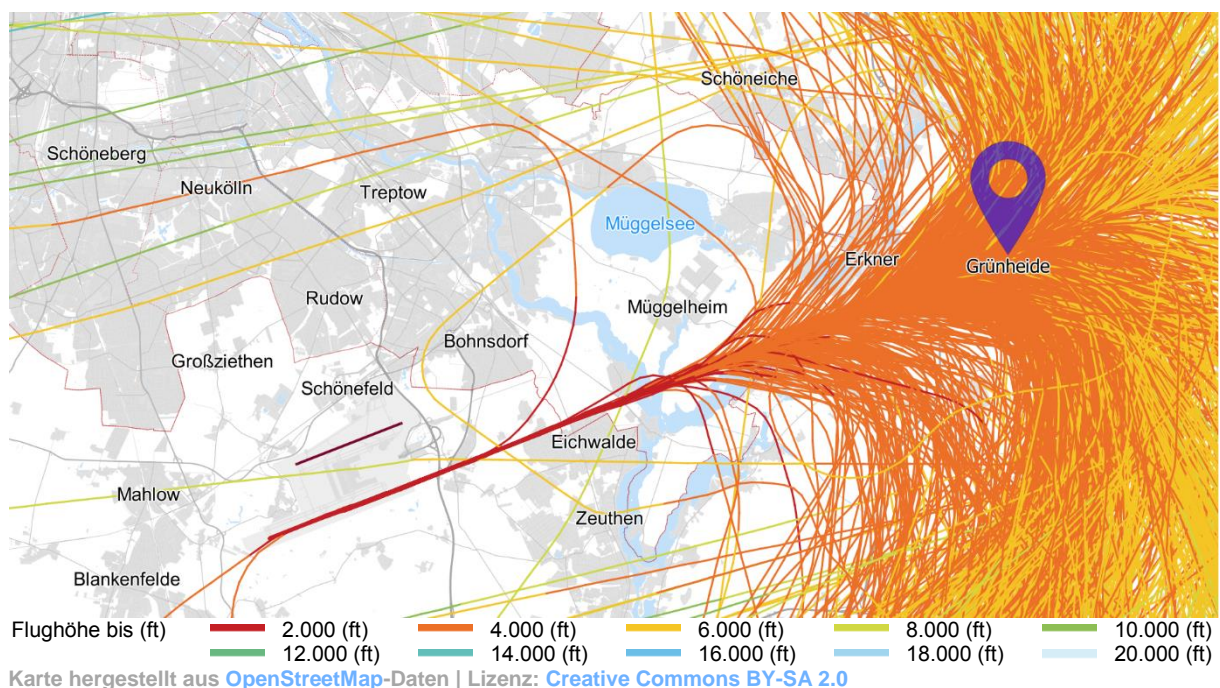 Schöneiche
Schöneberg
Neukölln
Treptow
Müggelsee
Erkner
Grünheide
Rudow
Müggelheim
Bohnsdorf
Großziethen
Schönefeld
Eichwalde
Mahlow
Zeuthen
Blankenfelde
Flughöhe bis (ft) 2.000 (ft) 4.000 (ft) 6.000 (ft) 8.000 (ft) 10.000 (ft)
12.000 (ft) 14.000 (ft) 16.000 (ft) 18.000 (ft) 20.000 (ft)
Karte hergestellt aus OpenStreetMap-Daten | Lizenz: Creative Commons BY-SA 2.0